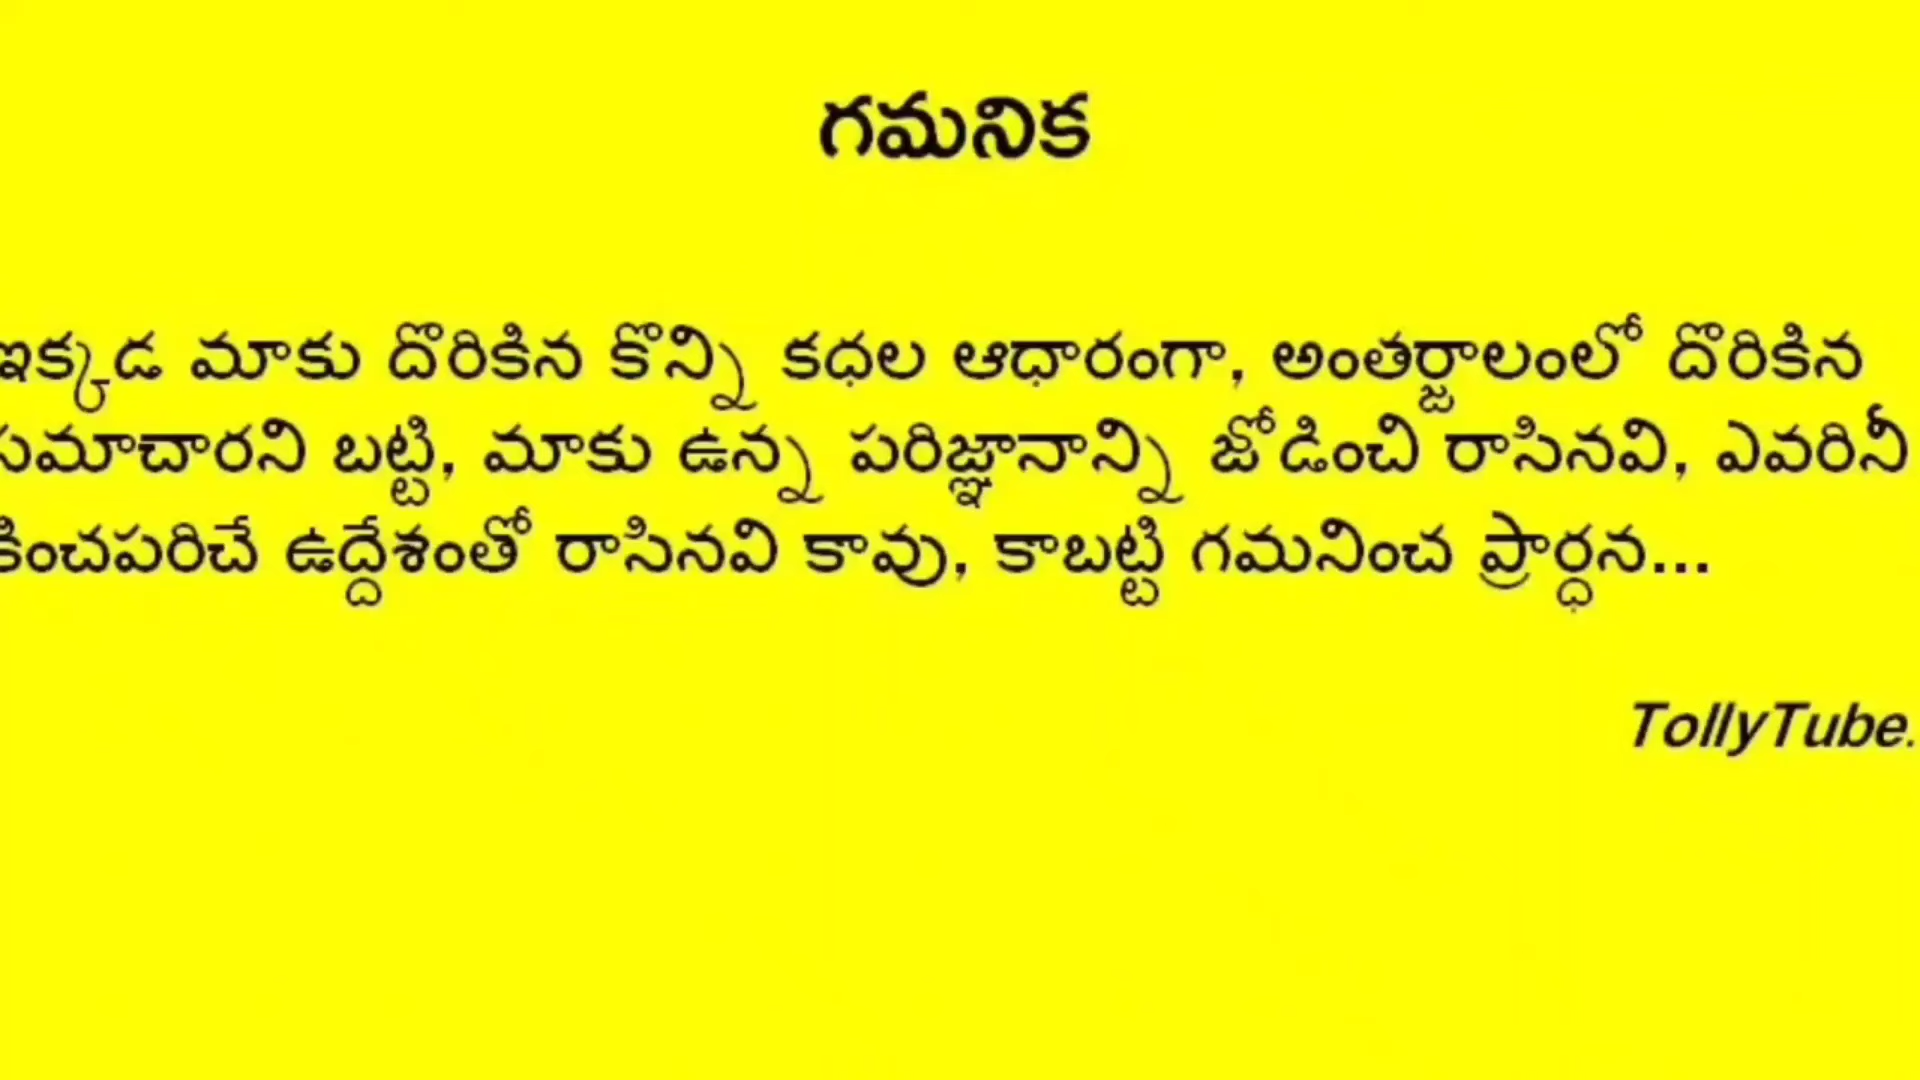 గమనిక
ఇక్కడ మాకు దొరికిన కొన్ని కధల ఆధారంగా, అంతర్జాలంలో దొరికిన
సమాచారని బట్టి, మాకు ఉన్న పరిజ్ఞానాన్ని జోడించి రాసినవి, ఎవరినీ
కించపరిచే ఉద్దేశంతో రాసినవి కావు, కాబట్టి గమనించ ప్రార్ధన...
TollyTube.